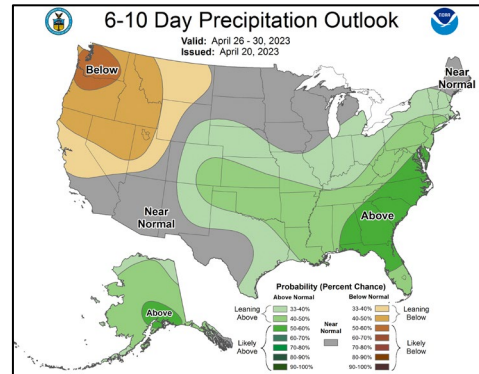 6-10 Day Precipitation Outlook
Valid: April 26 - 30, 2023
Issued: April 20, 2023
NOAA
Below
Near
Normal
Near
Normal
Above
Above
Probability (Percent Chance)
Above Normal Below Normal
Leaning
Above
33-40%
40-50%
Likely
Above
50-60%
60-70%
70-80%
80-90%
90-100%
Near
Normal
33-40%
40-50%
Leaning
Below
50-60%
60-70%
70-80%
80-90%
90-100%
Likely
Below